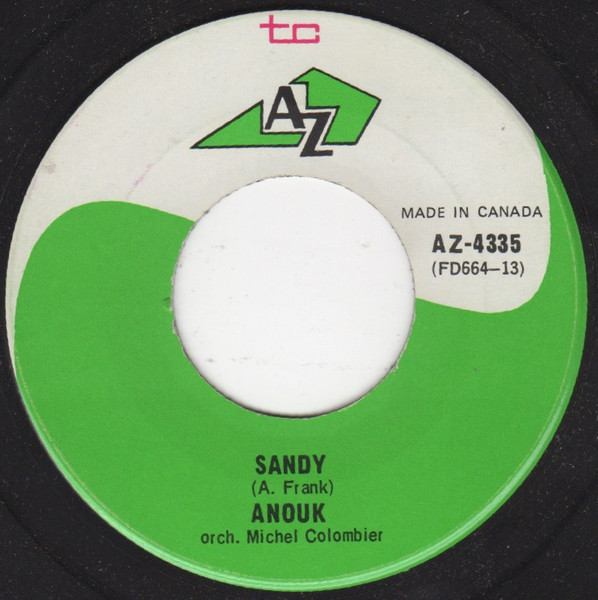 tc
AZ
MADE IN CANADA
AZ-4335
(FD664-13)
SANDY
(A. Frank)
ANOUK
orch. Michel Colombier